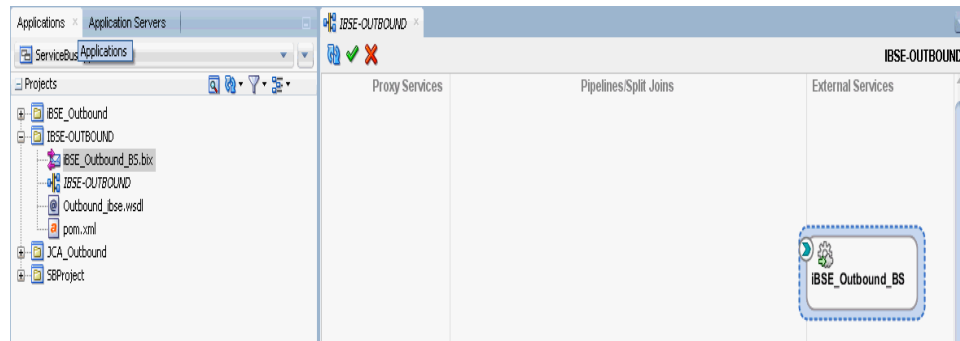 Applications
Application Servers
IBSE-OUTBOUND
ServiceBus
Applications
IBSE-OUTBOUND
Projects
Proxy Services
Pipelines/Split Joins
External Services
iBSE_Outbound
IBSE-OUTBOUND
iBSE_Outbound_BS.bix
IBSE-OUTBOUND
Outbound_ibse.wsdl
pom.xml
JCA_Outbound
SBProject
iBSE_Outbound_BS